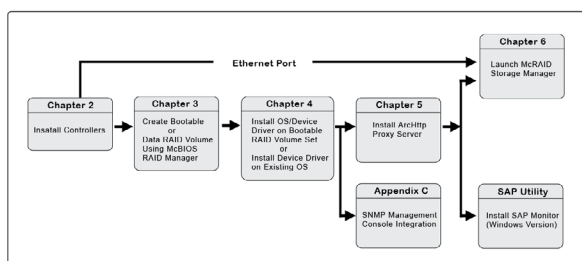 Chapter 6
Launch McRAID
Storage Manager
Ethernet Port
Chapter 2
Insatall Controllers
Chapter 3
Create Bootable
or
Data RAID Volume
Using McBIOS
RAID Manager
Chapter 4
Install OS/Device
Driver on Bootable
RAID Volume Set
or
Install Device Driver
on Existing OS
Chapter 5
Install ArcHttp
Proxy Server
Appendix C
SNMP Management
Console Integration
SAP Utility
Install SAP Monitor
(Windows Version)